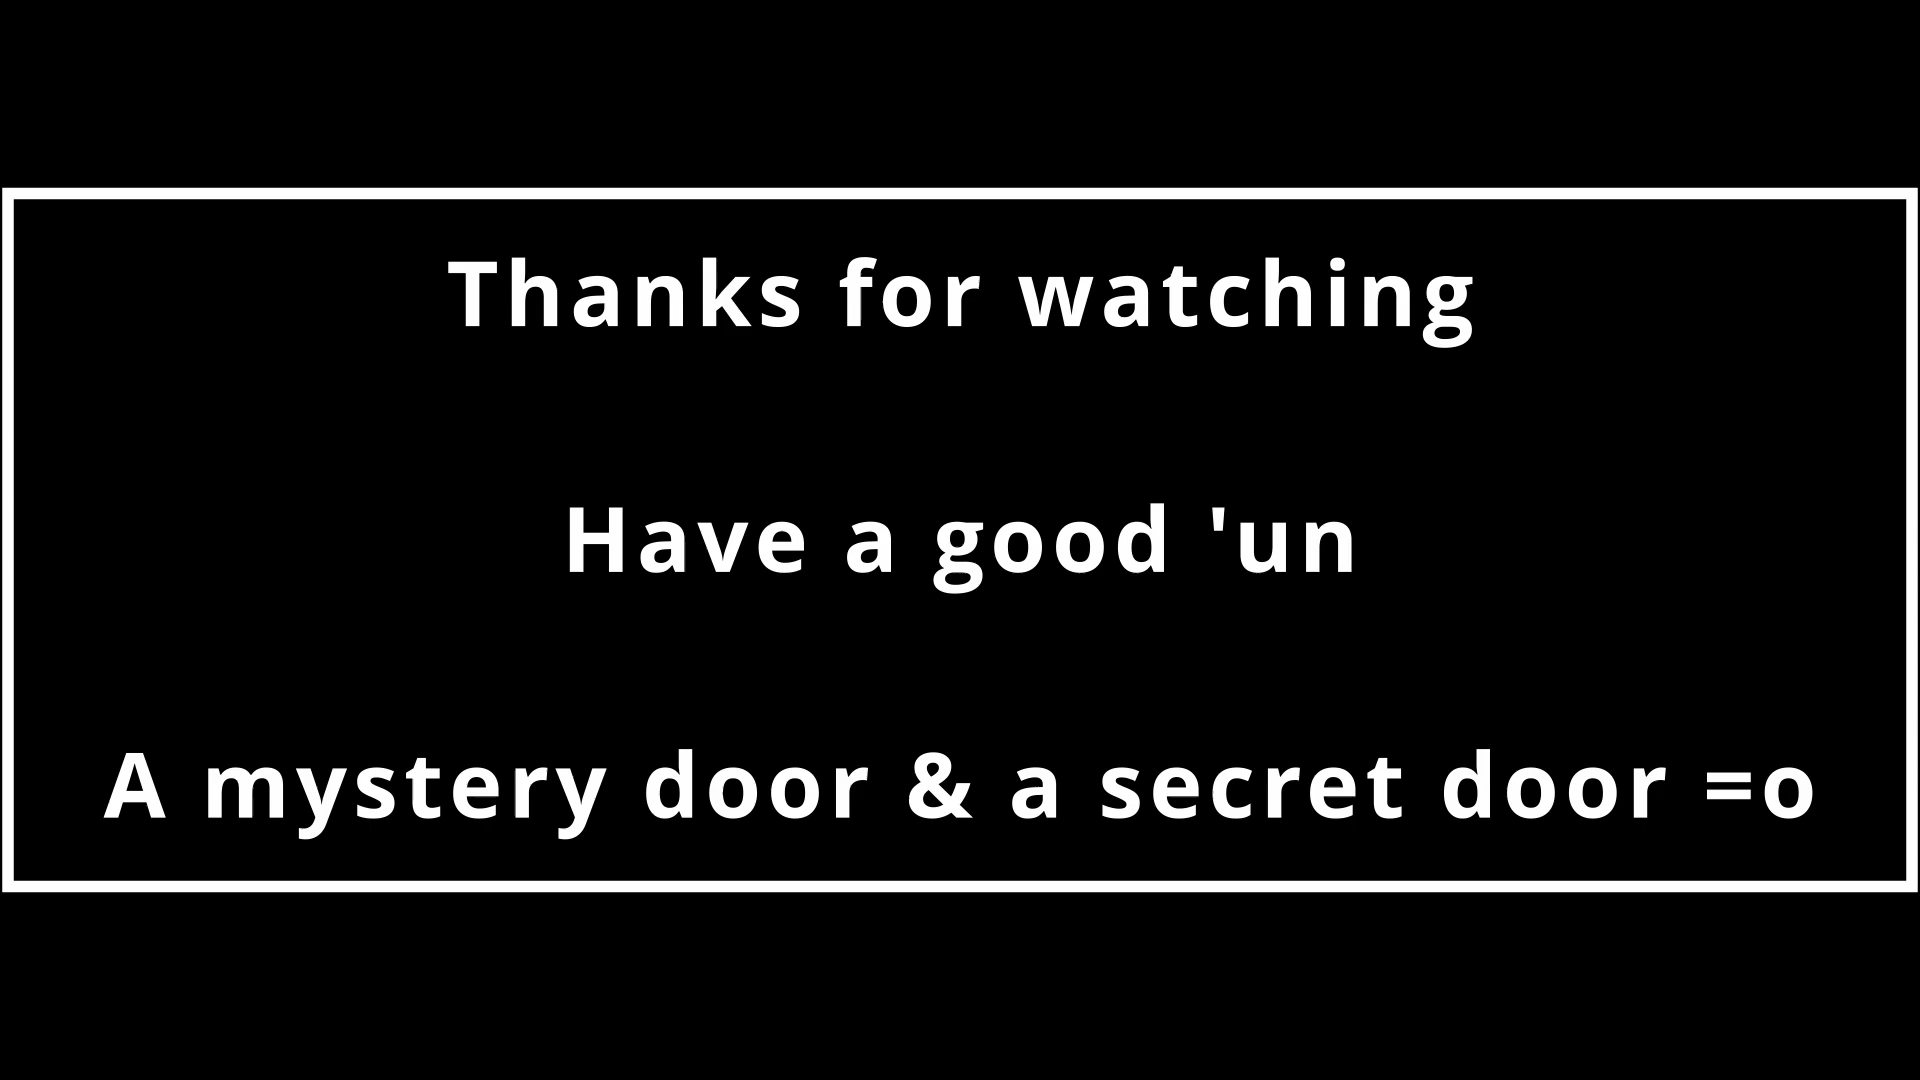 Thanks for watching
Have a good 'un
A mystery door & a secret door =o